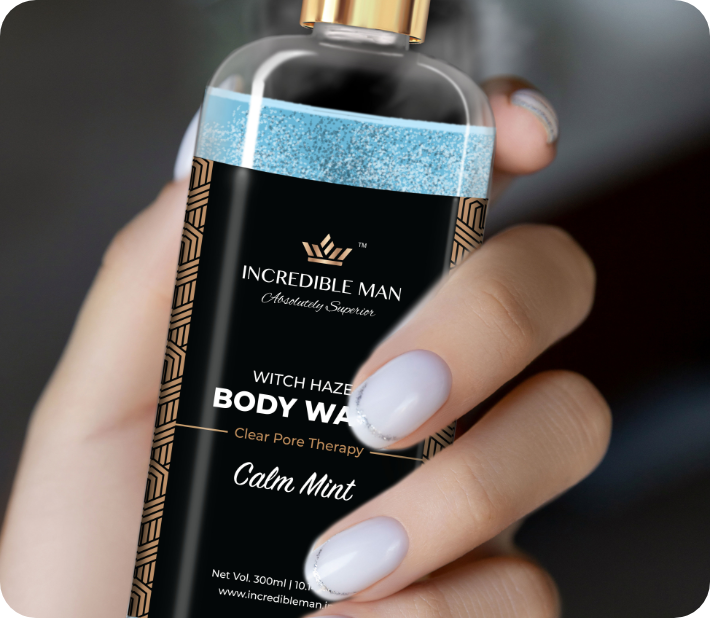 ™
INCREDIBLE MAN
Absolutely Superior
WITCH HAZE
BODY WA
Clear Pore Therapy
Calm Mint
Net Vol. 300ml | 10.
www.incredibleman.i